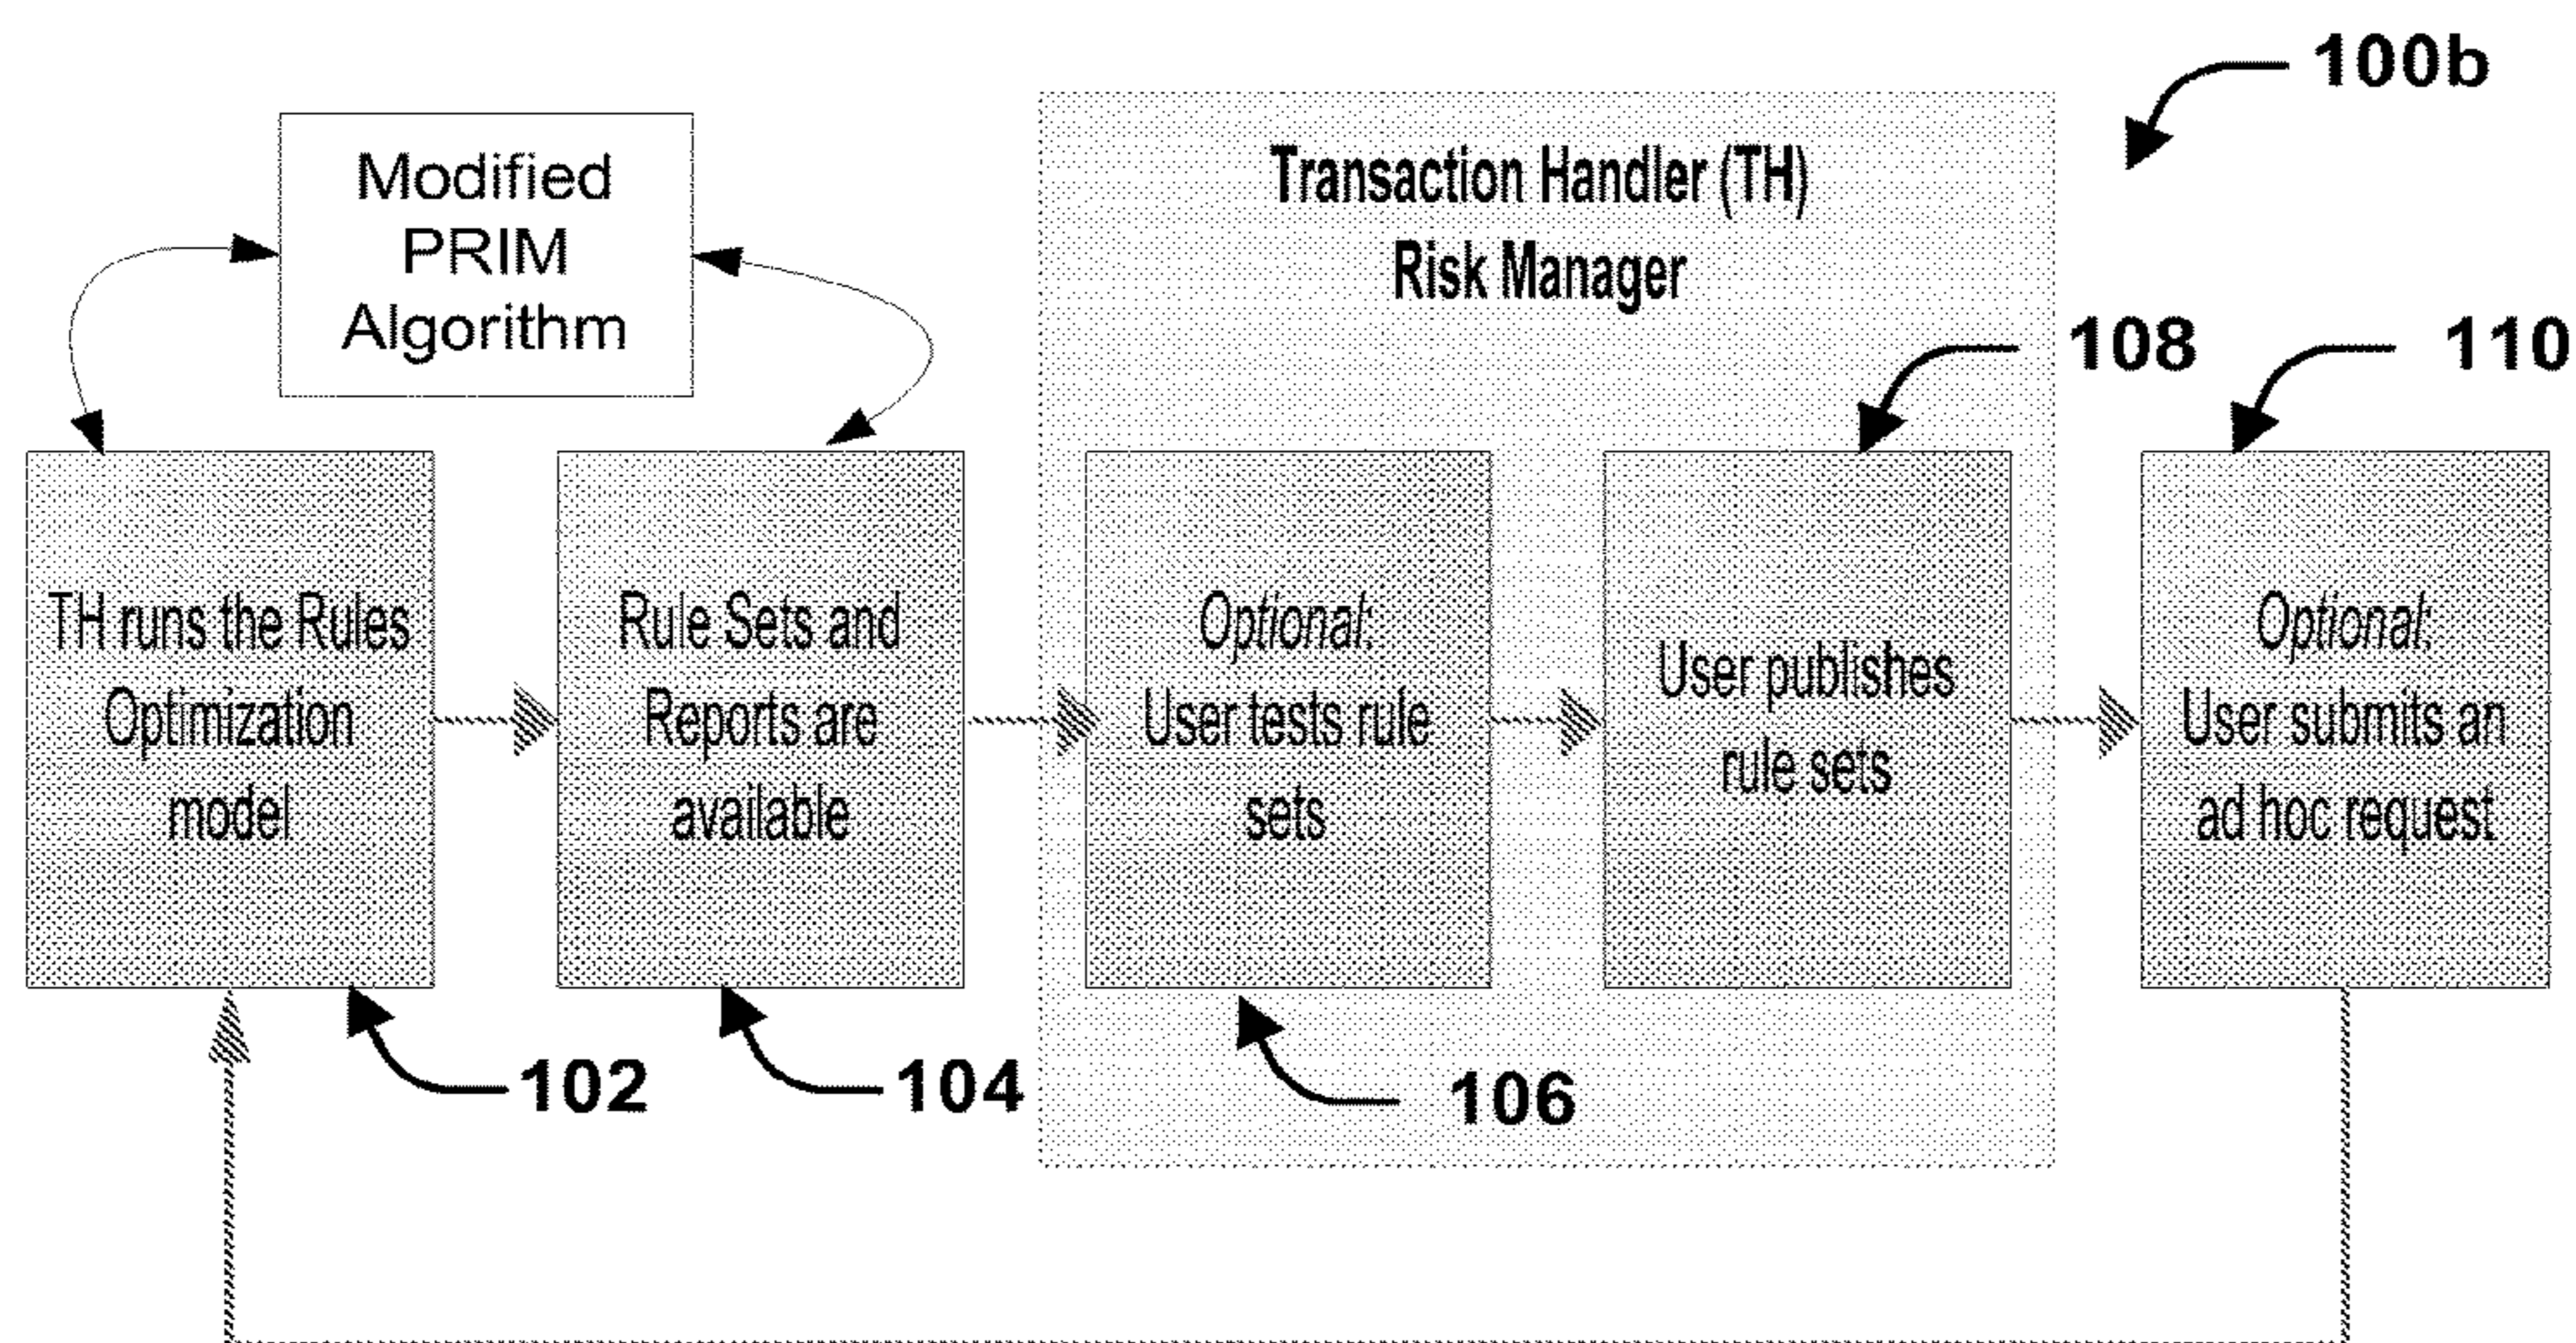 100b
Modified
PRIM
Algorithm
Transaction Handler (TH)
Risk Manager
108
110
TH runs the Rules
Optimization
model
Rule Sets and
Reports are
available
Optional:
User tests rule
sets
User publishes
rule sets
Optional:
User submits an
ad hoc request
102
104
106